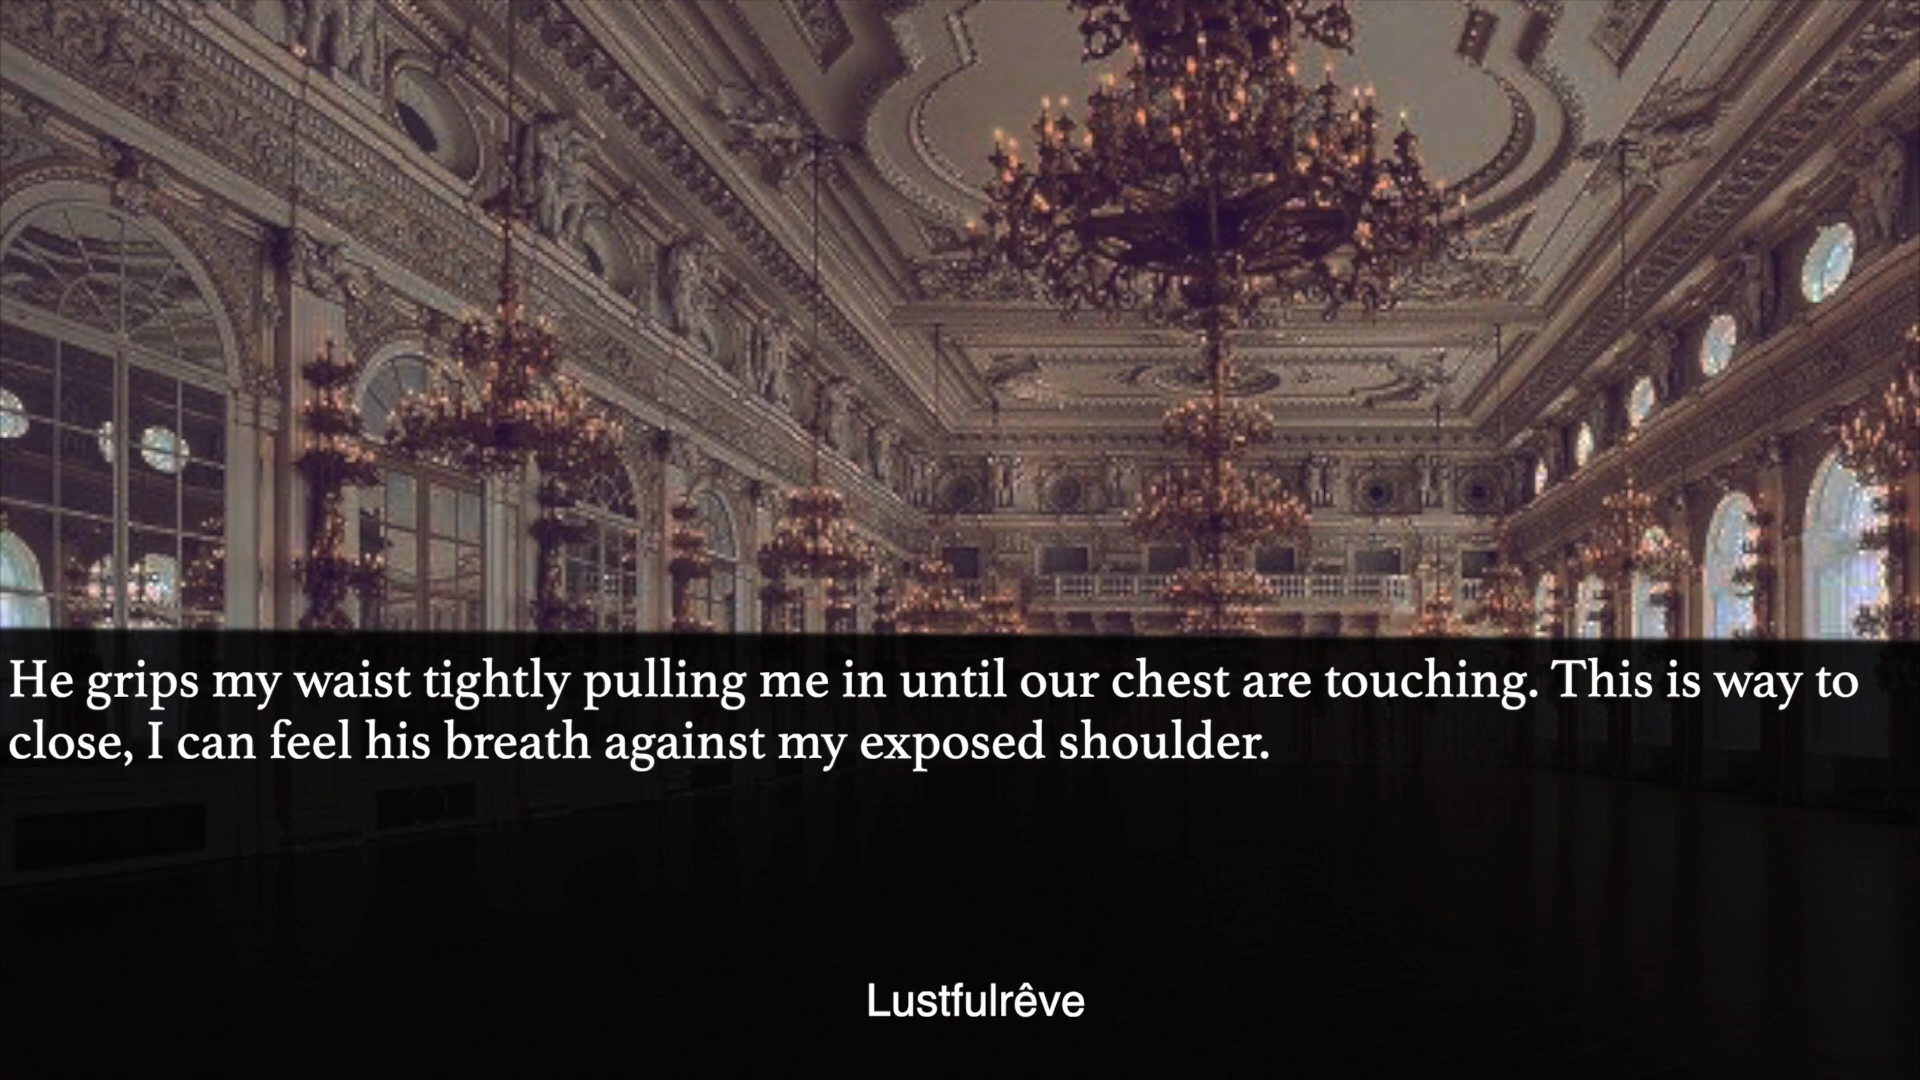 He grips my waist tightly pulling me in until our chest are touching. This is way to
close, I can feel his breath against my exposed shoulder.
Lustfulrêve